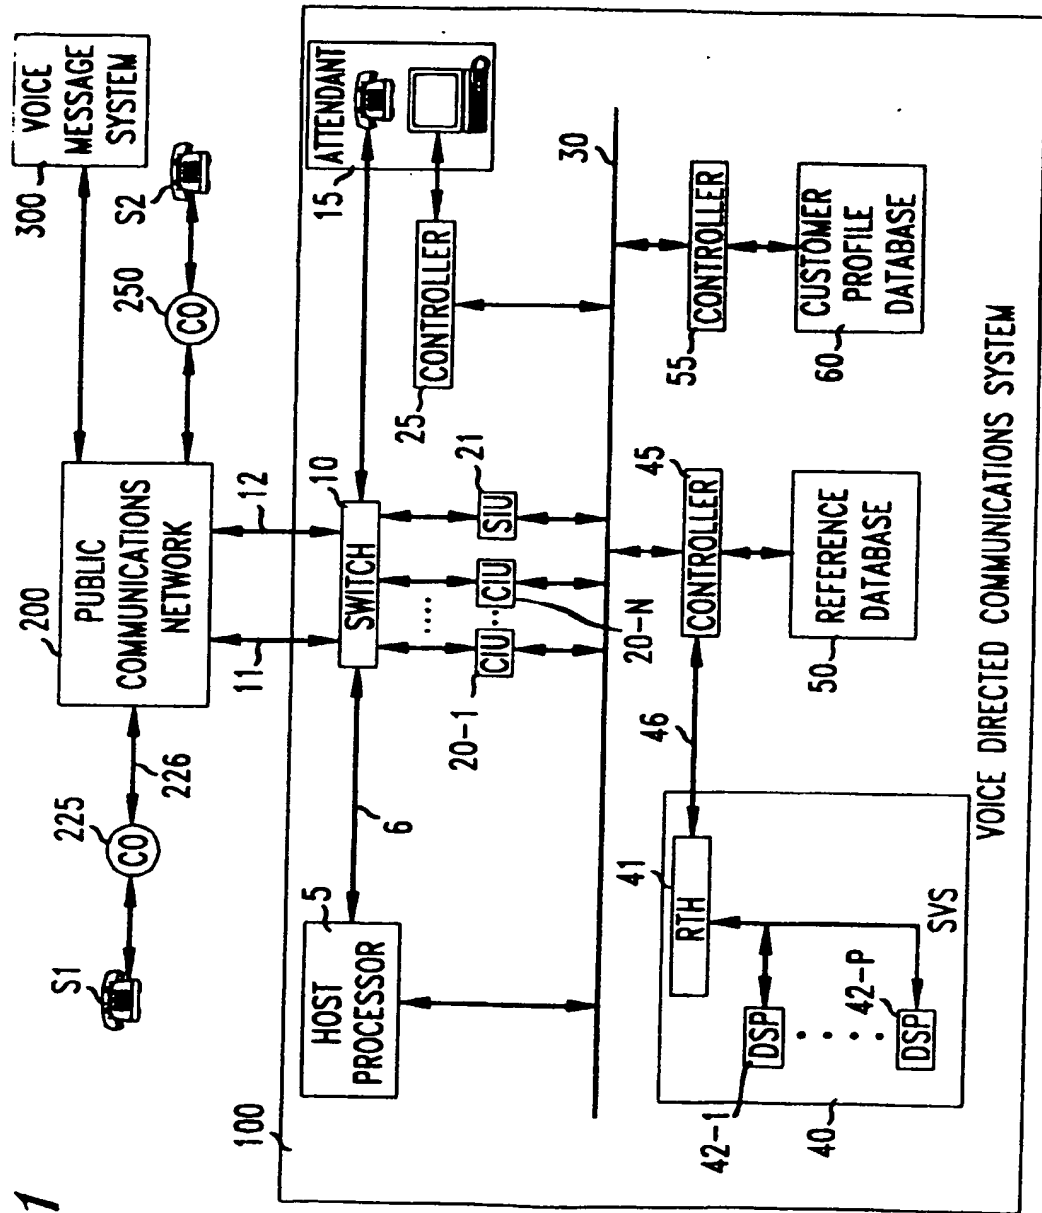 1
S1
225
CO
226
200
PUBLIC
COMMUNICATIONS
NETWORK
250
CO
S2
300
VOICE
MESSAGE
SYSTEM
100
11
12
HOST
PROCESSOR
5
6
SWITCH
10
15
ATTENDANT
20-1
CIU
CIU
20-N
SIU
21
25
CONTROLLER
30
RTH
41
46
CONTROLLER
45
55
CONTROLLER
42-1
DSP
42-P
DSP
SVS
40
50
REFERENCE
DATABASE
60
CUSTOMER
PROFILE
DATABASE
VOICE DIRECTED COMMUNICATIONS SYSTEM